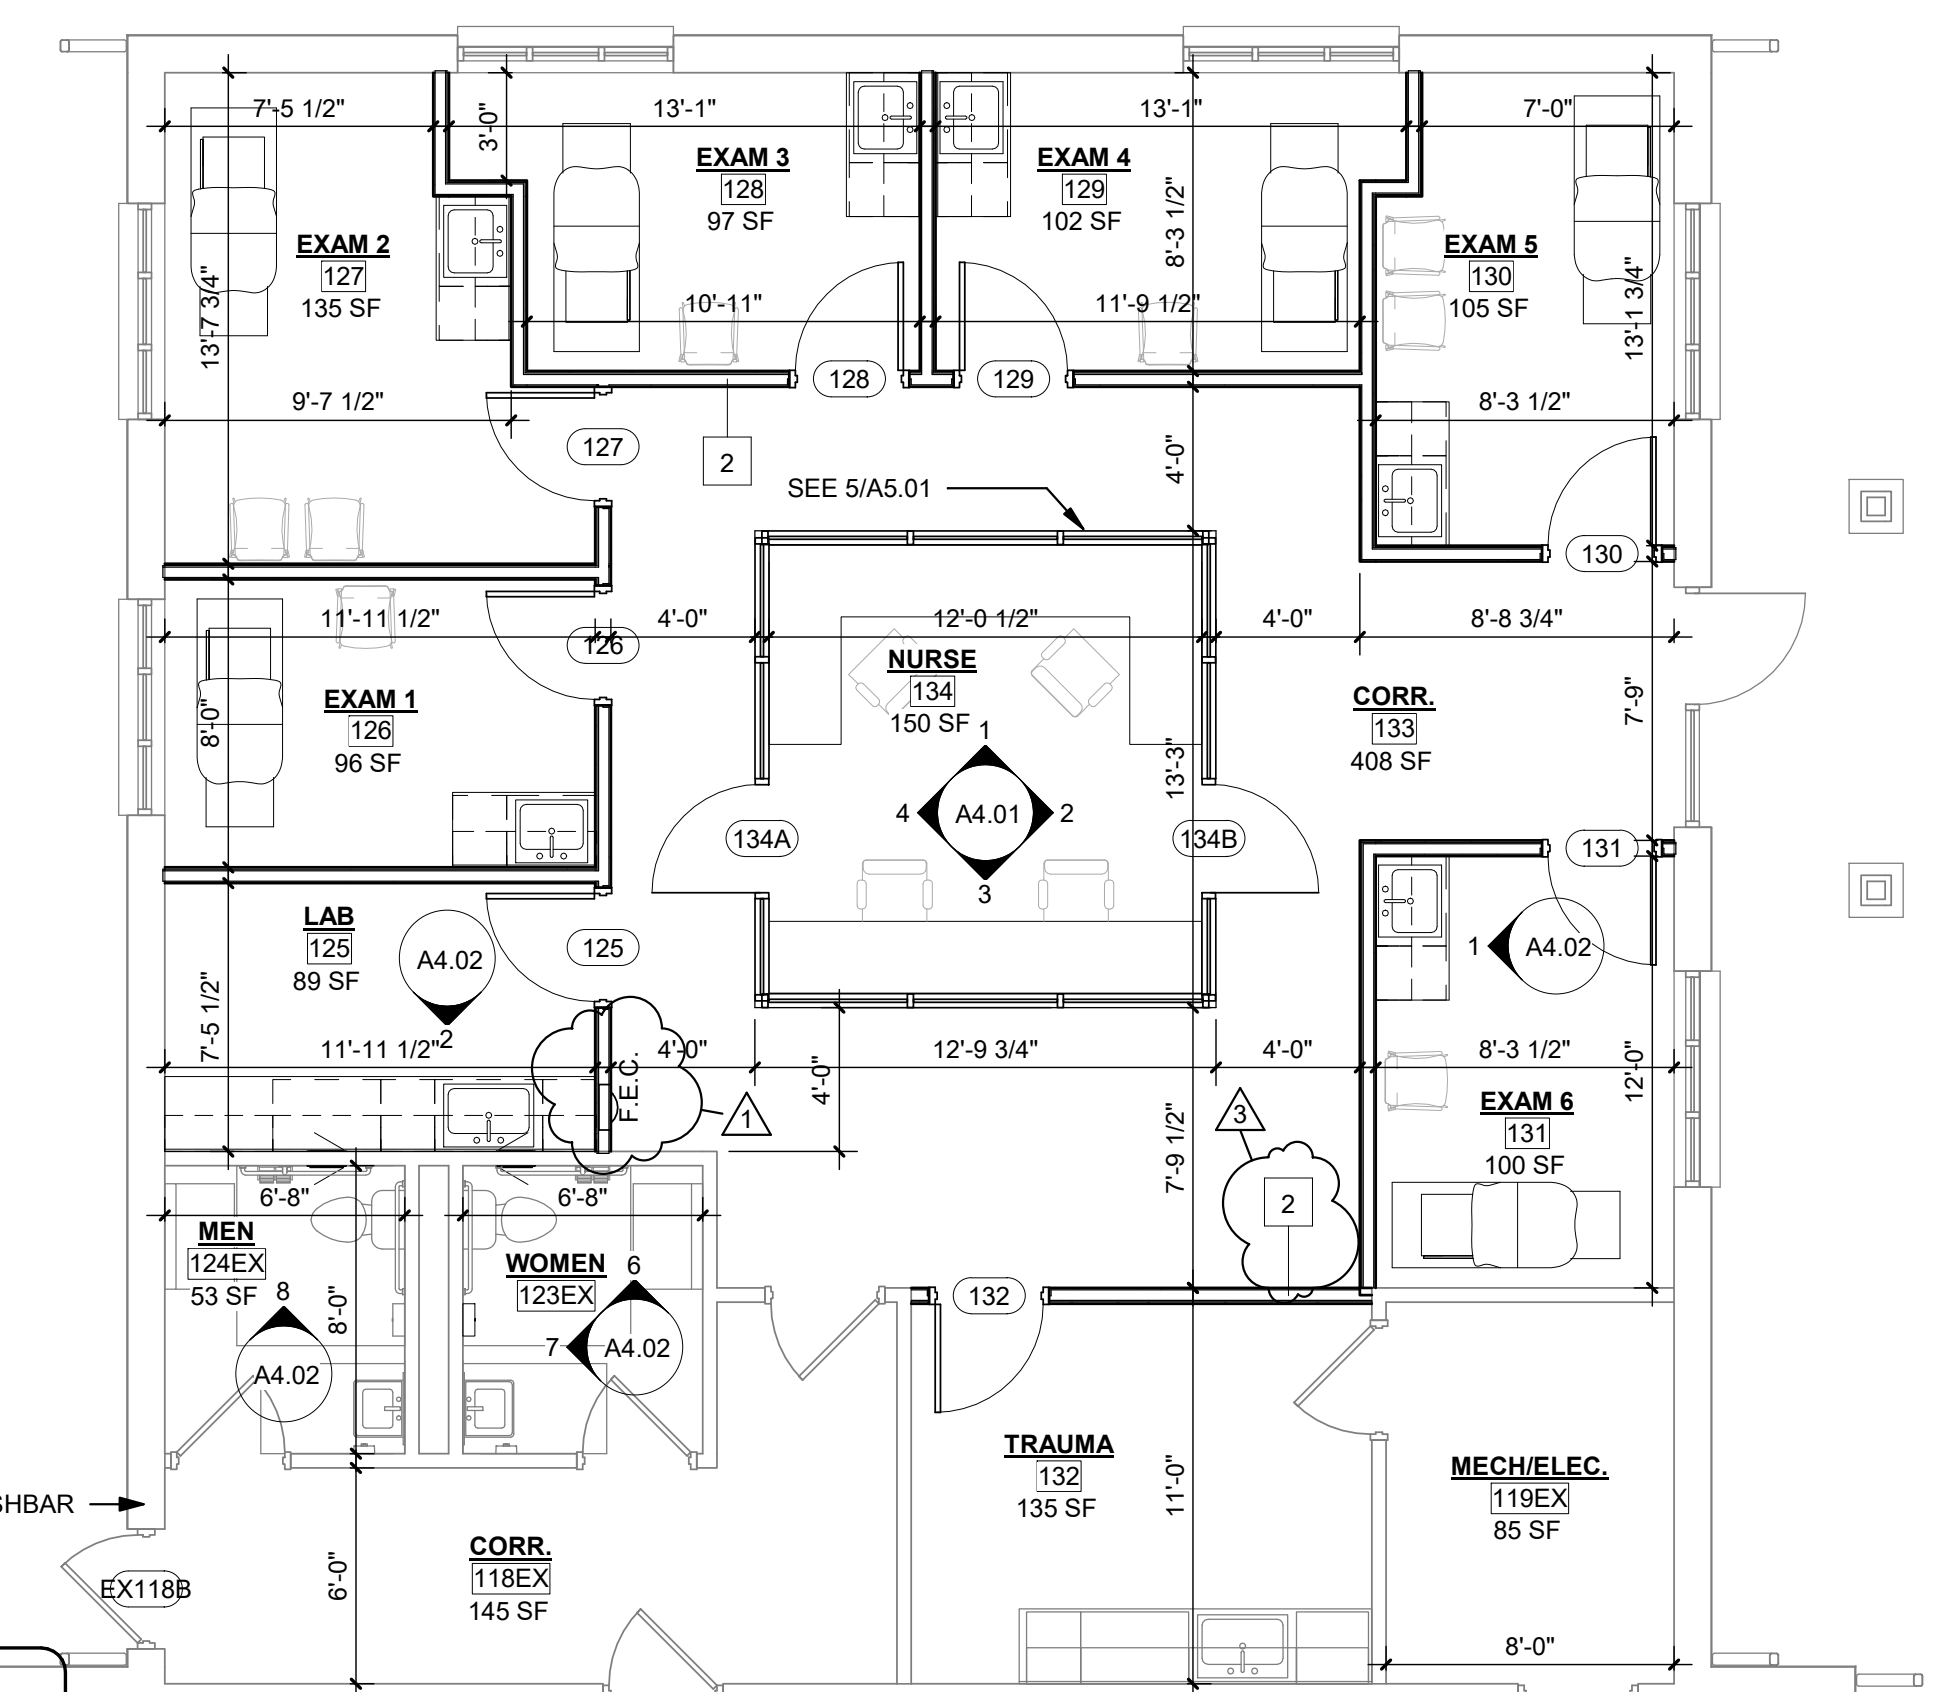 7'-5 1/2"
3'-0"
13'-1"
13'-1"
7'-0"
EXAM 3
128
97 SF
EXAM 4
129
102 SF
8'-3 1/2"
EXAM 2
127
135 SF
13'-7 3/4"
EXAM 5
130
105 SF
13'-1 3/4"
10'-11"
11'-9 1/2"
128
129
9'-7 1/2"
8'-3 1/2"
127
2
4'-0"
SEE 5/A5.01
130
11'-11 1/2"
4'-0"
12'-0 1/2"
4'-0"
8'-8 3/4"
126
NURSE
134
150 SF
EXAM 1
126
96 SF
8'-0"
CORR.
133
408 SF
7'-9"
13'-3"
1
4
A4.01
2
3
134A
134B
131
LAB
125
89 SF
A4.02
2
125
1
A4.02
7'-5 1/2"
11'-11 1/2"
F.E.C.
4'-0"
12'-9 3/4"
4'-0"
8'-3 1/2"
4'-0"
12'-0"
1
3
EXAM 6
131
100 SF
7'-9 1/2"
2
6'-8"
6'-8"
MEN
124EX
53 SF
8
A4.02
8'-0"
WOMEN
123EX
6
7
A4.02
132
TRAUMA
132
135 SF
11'-0"
MECH/ELEC.
119EX
85 SF
SHBAR
CORR.
118EX
145 SF
6'-0"
EX118B
8'-0"